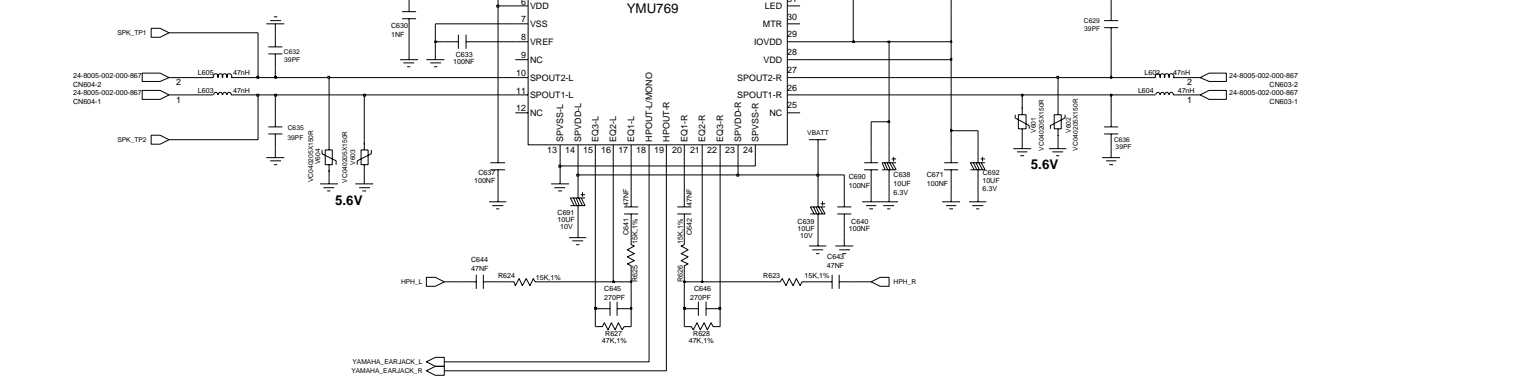 YMU769
6
VDD
7
VSS
8
VREF
9
NC
10
SPOUT2-L
11
SPOUT1-L
12
NC
LED
30
MTR
29
IOVDD
28
VDD
27
SPOUT2-R
26
SPOUT1-R
25
NC
SPVSS-L
SPVDD-L
EQ3-L
EQ2-L
EQ1-L
HPOUT-L/MONO
HPOUT-R
EQ1-R
EQ2-R
EQ3-R
SPVDD-R
SPVSS-R
13 14 15 16 17 18 19 20 21 22 23 24
C630
1NF
C633
100NF
SPK_TP1
C632
39PF
24-8005-002-000-867
CN604-2
2
L605
47nH
24-8005-002-000-867
CN604-1
1
L603
47nH
SPK_TP2
C635
39PF
VC040205X150R
V604
VC040205X150R
V603
5.6V
C637
100NF
C691
10UF
10V
C641
47NF
R625
15K,1%
C642
47NF
R626
15K,1%
VBATT
C639
10UF
10V
C640
100NF
C690
100NF
C638
10UF
6.3V
C671
100NF
C692
10UF
6.3V
C629
39PF
L602
47nH
2
24-8005-002-000-867
CN603-2
L604
47nH
1
24-8005-002-000-867
CN603-1
V601
VC040205X150R
V602
VC040205X150R
5.6V
C636
39PF
HPH_L
C644
47NF
R624
15K,1%
C645
270PF
R627
47K,1%
C646
270PF
R628
47K,1%
R623
15K,1%
C643
47NF
HPH_R
YAMAHA_EARJACK_L
YAMAHA_EARJACK_R